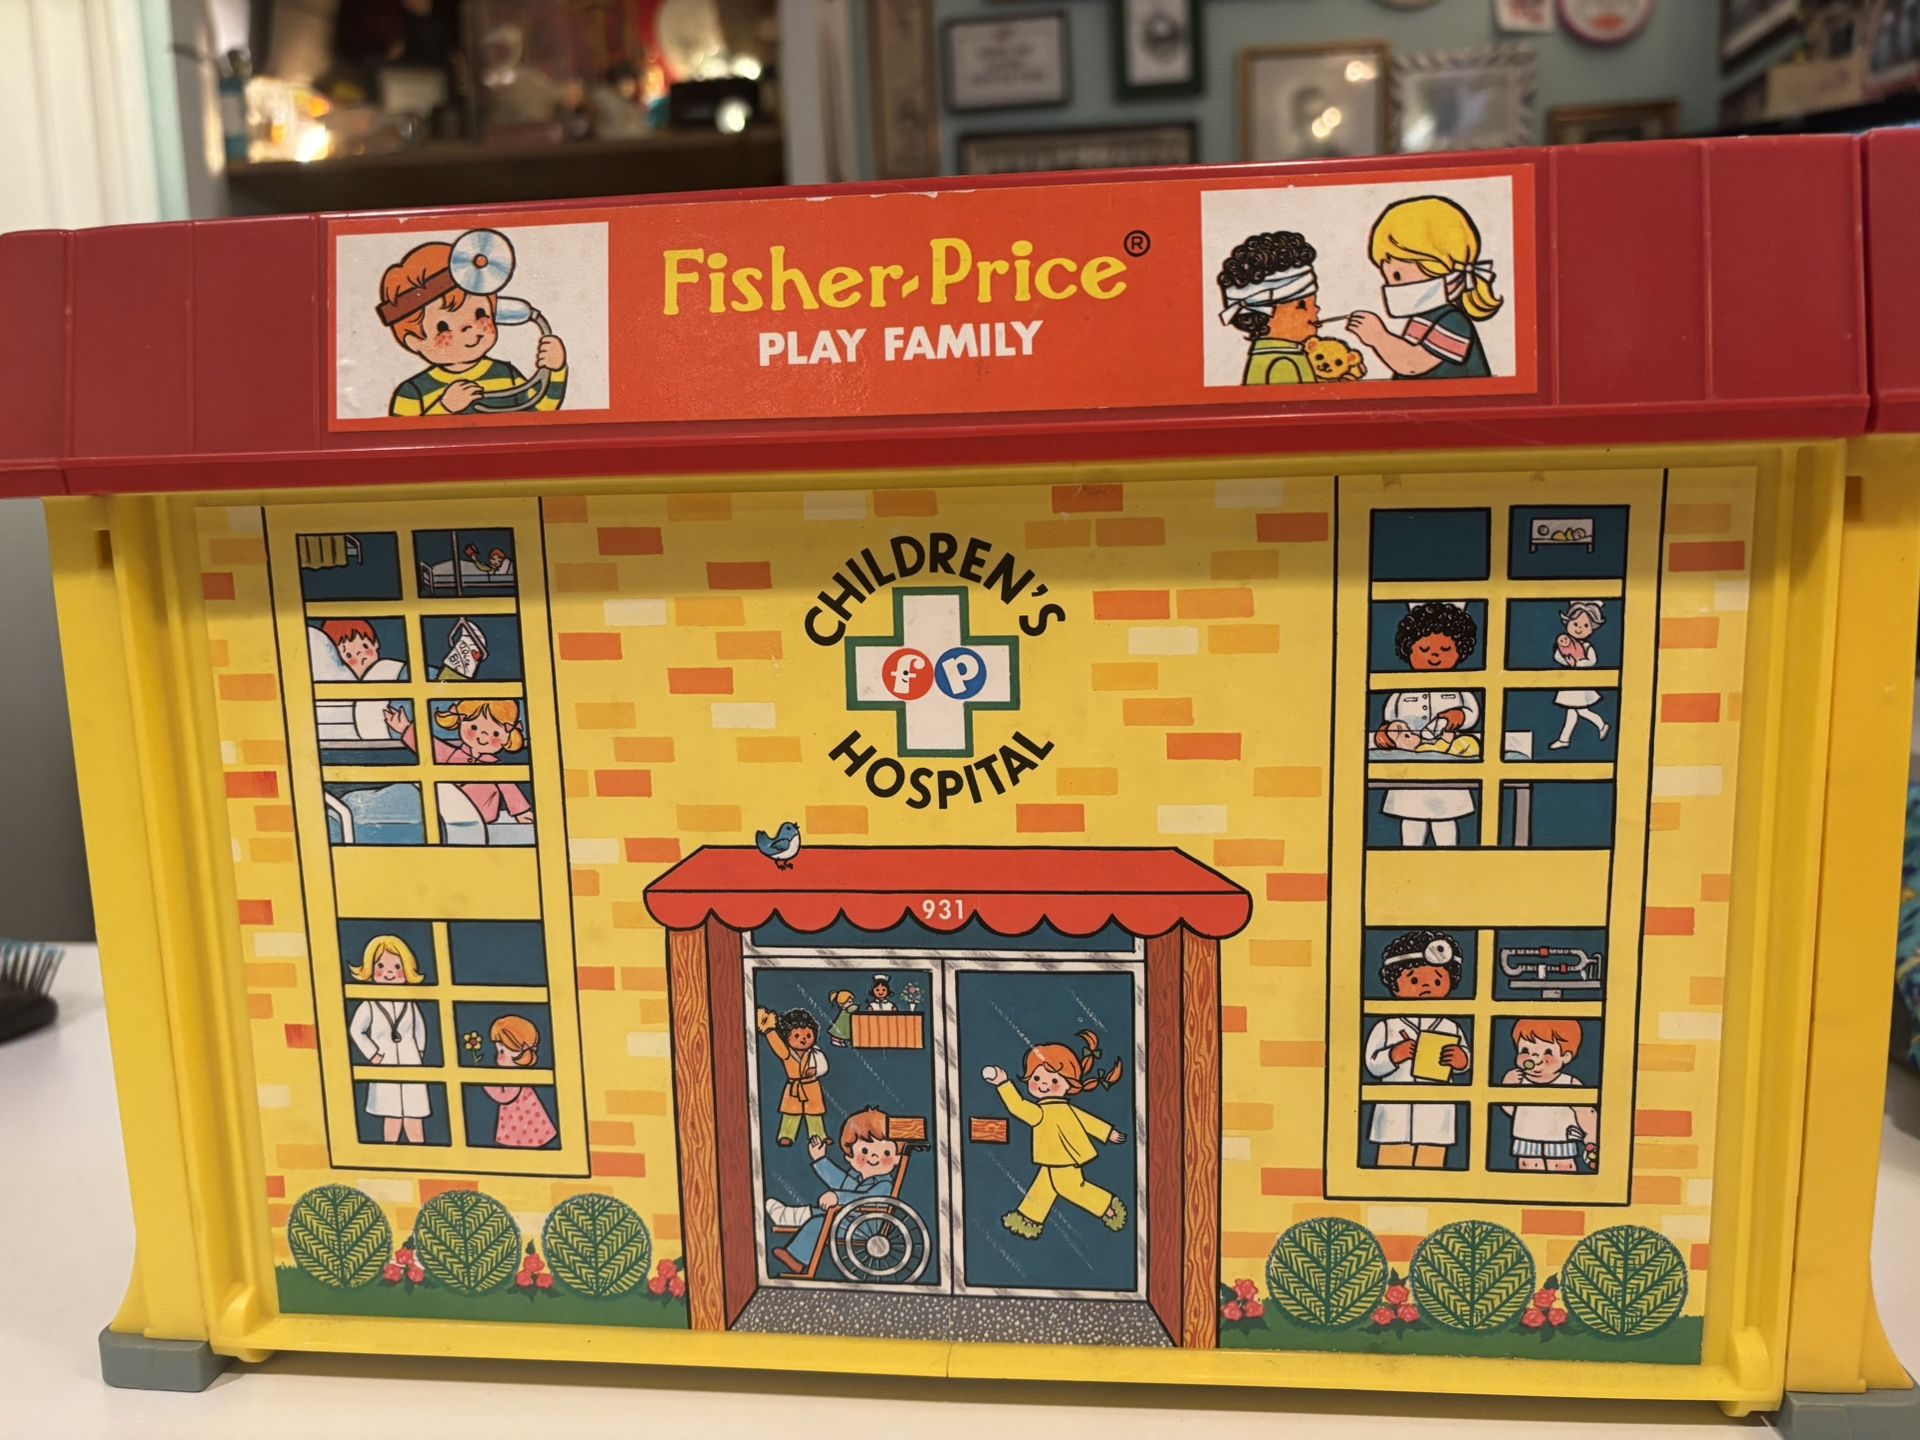 Fisher-Price®
PLAY FAMILY
CHILDREN'S
fp
HOSPITAL
931